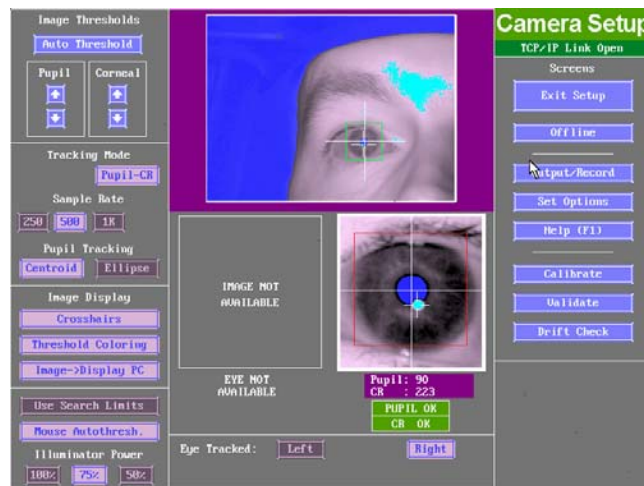 Image Thresholds
Auto Threshold
Pupil
Corneal
Tracking Mode
Pupil-CR
Sample Rate
250 500 1K
Pupil Tracking
Centroid Ellipse
Image Display
Crosshairs
Threshold Coloring
Image->Display PC
Use Search Limits
Mouse Autothresh.
Illuminator Power
100% 75% 50%
IMAGE NOT
AVAILABLE
EYE NOT
AVAILABLE
Pupil: 90
CR : 223
PUPIL OK
CR OK
Eye Tracked: Left Right
Camera Setup
TCP/IP Link Open
Screens
Exit Setup
Offline
Output/Record
Set Options
Help (F1)
Calibrate
Validate
Drift Check